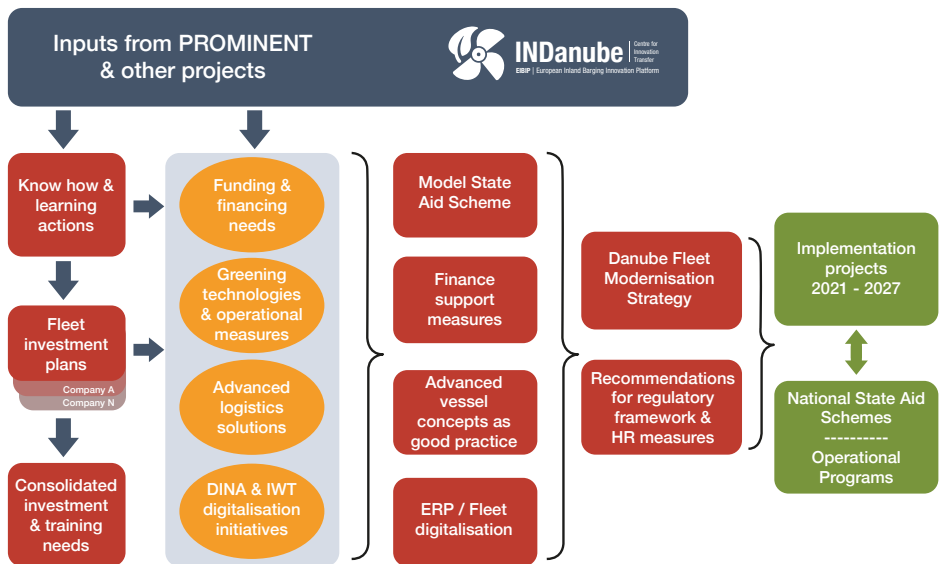 Inputs from PROMINENT
& other projects
INDanube
Centre for
Innovation
Transfer
EIBIP | European Inland Barging Innovation Platform
Know how &
learning
actions
Fleet
investment
plans
Company A
Company N
Consolidated
investment
& training
needs
Funding &
financing
needs
Greening
technologies
& operational
measures
Advanced
logistics
solutions
DINA & IWT
digitalisation
initiatives
Model State
Aid Scheme
Finance
support
measures
Advanced
vessel
concepts as
good practice
ERP / Fleet
digitalisation
Danube Fleet
Modernisation
Strategy
Recommendations
for regulatory
framework &
HR measures
Implementation
projects
2021 - 2027
National State Aid
Schemes
----------
Operational
Programs